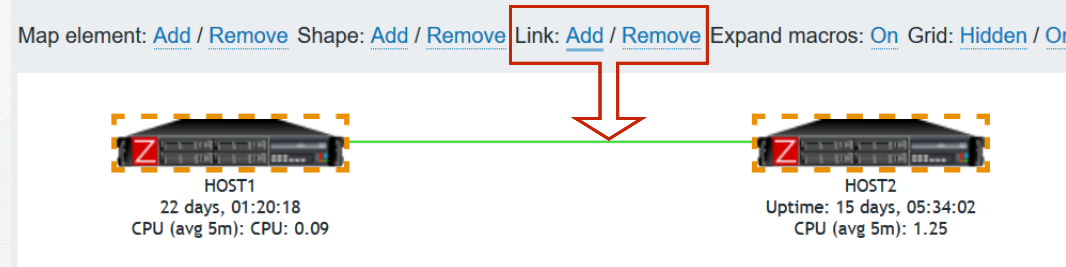 Map element: Add / Remove Shape: Add / Remove Link: Add / Remove Expand macros: On Grid: Hidden /
Z Z
HOST1 HOST2
22 days, 01:20:18 Uptime: 15 days, 05:34:02
CPU (avg 5m): CPU: 0.09 CPU (avg 5m): 1.25